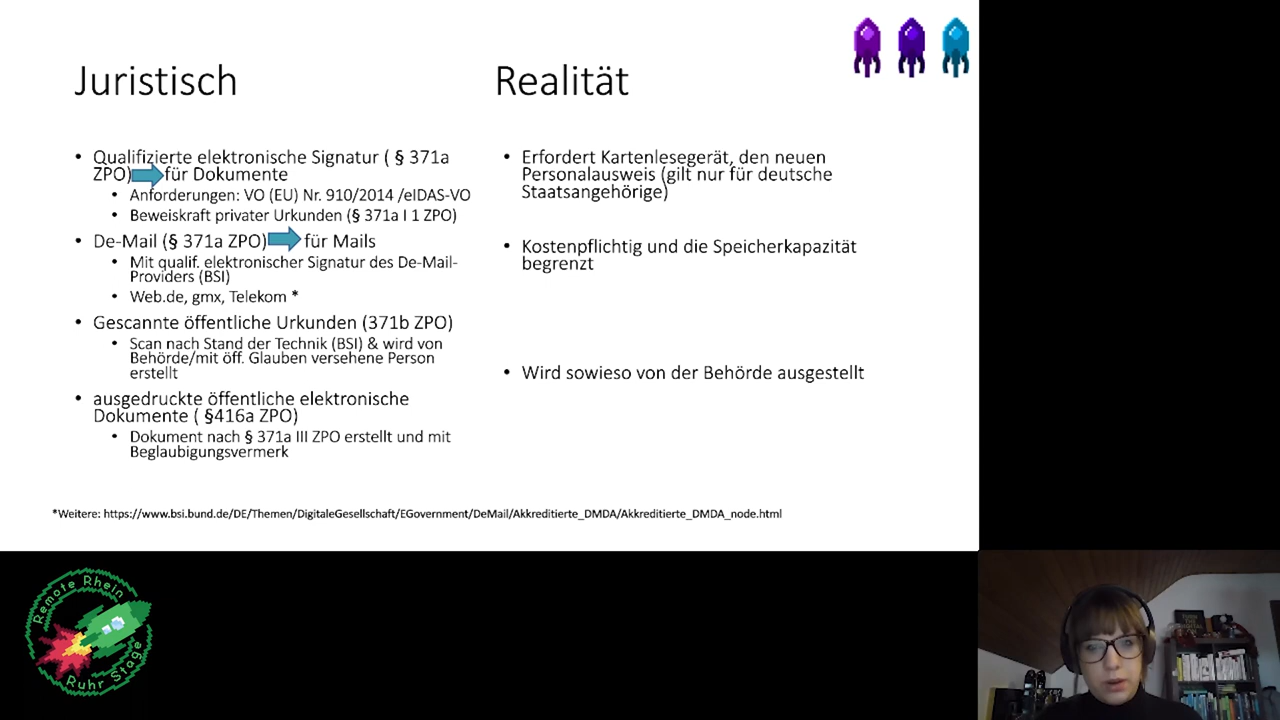 Juristisch
• Qualifizierte elektronische Signatur ( § 371a
ZPO) für Dokumente
• Anforderungen: VO (EU) Nr. 910/2014 /eIDAS-VO
• Beweiskraft privater Urkunden (§ 371a I 1 ZPO)
• De-Mail (§ 371a ZPO) für Mails
• Mit qualif. elektronischer Signatur des De-Mail-
Providers (BSI)
• Web.de, gmx, Telekom *
• Gescannte öffentliche Urkunden (371b ZPO)
• Scan nach Stand der Technik (BSI) & wird von
Behörde/mit öff. Glauben versehene Person
erstellt
• ausgedruckte öffentliche elektronische
Dokumente ( §416a ZPO)
• Dokument nach § 371a III ZPO erstellt und mit
Beglaubigungsvermerk
Realität
• Erfordert Kartenlesegerät, den neuen
Personalausweis (gilt nur für deutsche
Staatsangehörige)
• Kostenpflichtig und die Speicherkapazität
begrenzt
• Wird sowieso von der Behörde ausgestellt
*Weitere: https://www.bsi.bund.de/DE/Themen/DigitaleGesellschaft/EGovernment/DeMail/Akkreditierte_DMDA/Akkreditierte_DMDA_node.html
Remote Rhein
Ruhr Stage